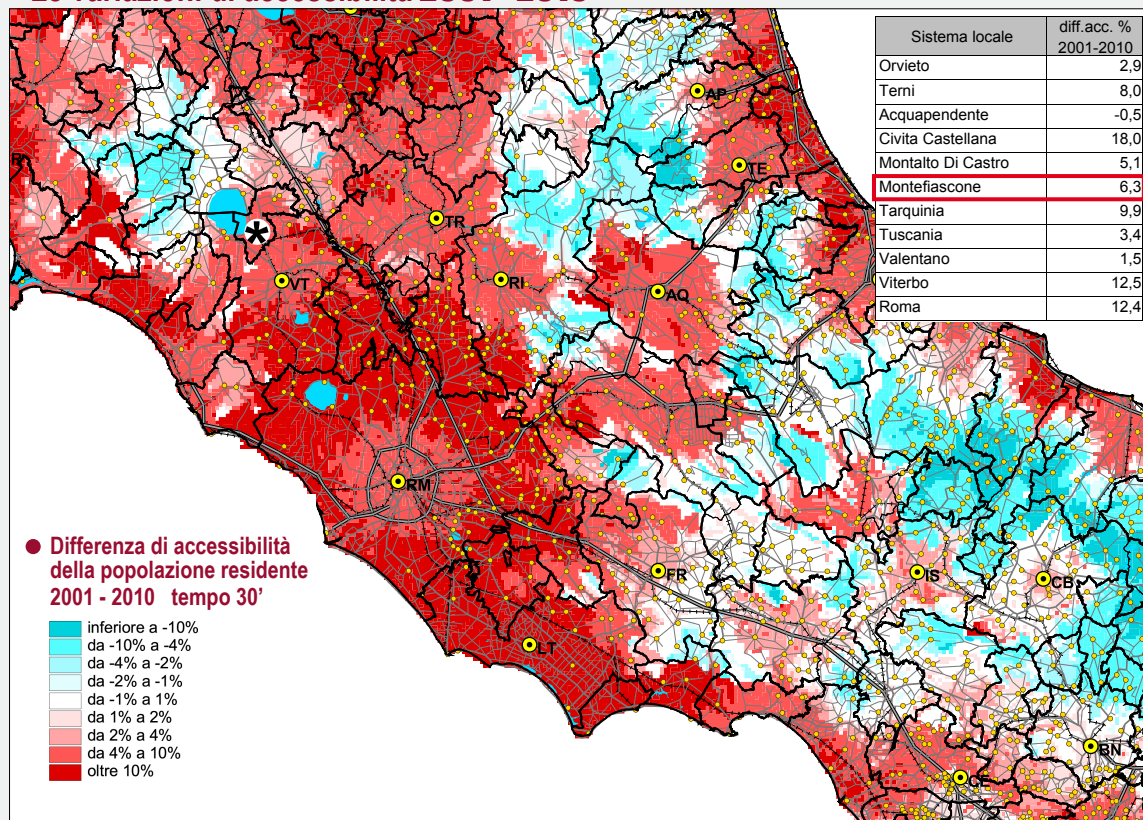 Sistema locale diff.acc. % 2001-2010
Orvieto 2,9
Terni 8,0
Acquapendente -0,5
Civita Castellana 18,0
Montalto Di Castro 5,1
Montefiascone 6,3
Tarquinia 9,9
Tuscania 3,4
Valentano 1,5
Viterbo 12,5
Roma 12,4
AP
TE
TR
*
VT
RI
AQ
RM
FR
IS
CB
LT
BN
CE
Differenza di accessibilità
della popolazione residente
2001 - 2010 tempo 30'
inferiore a -10%
da -10% a -4%
da -4% a -2%
da -2% a -1%
da -1% a 1%
da 1% a 2%
da 2% a 4%
da 4% a 10%
oltre 10%